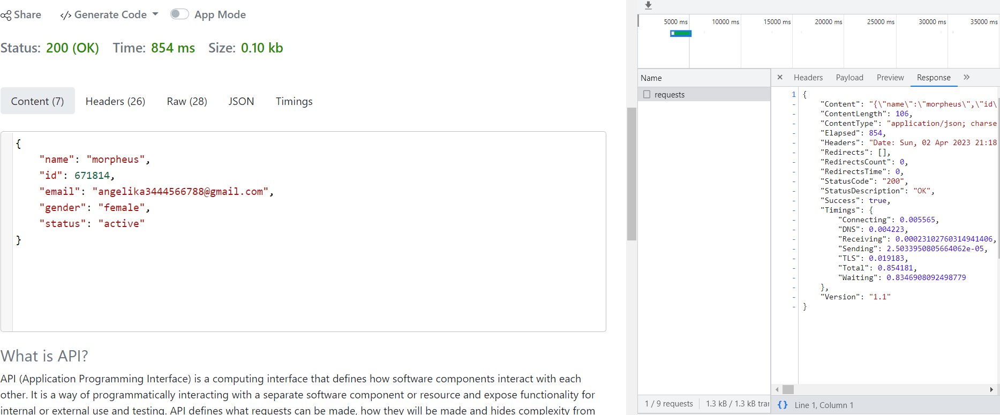 Share </> Generate Code App Mode
Status: 200 (OK) Time: 854 ms Size: 0.10 kb
Content (7) Headers (26) Raw (28) JSON Timings
{
"name": "morpheus",
"id": 671814,
"email": "angelika3444566788@gmail.com",
"gender": "female",
"status": "active"
}
What is API?
API (Application Programming Interface) is a computing interface that defines how software components interact with each
other. It is a way of programmatically interacting with a separate software component or resource and expose functionality for
internal or external use and testing. API defines what requests can be made, how they will be made and hides complexity from
5000 ms 10000 ms 15000 ms 20000 ms 25000 ms 30000 ms 35000 ms
Name
requests
1 / 9 requests 1.3 kB / 1.3 kB trar
× Headers Payload Preview Response »
1 {
- "Content": "{\"name\":\"morpheus\",\"id\
- "ContentLength": 106,
- "ContentType": "application/json; charse
- "Elapsed": 854,
- "Headers": "Date: Sun, 02 Apr 2023 21:18
- "Redirects": [],
- "RedirectsCount": 0,
- "RedirectsTime": 0,
- "StatusCode": "200",
- "StatusDescription": "OK",
- "Success": true,
- "Timings": {
- "Connecting": 0.005565,
- "DNS": 0.004223,
- "Receiving": 0.00023102760314941406,
- "Sending": 2.5033950805664062e-05,
- "TLS": 0.019183,
- "Total": 0.854181,
- "Waiting": 0.8346908092498779
- },
- "Version": "1.1"
- }
{} Line 1, Column 1